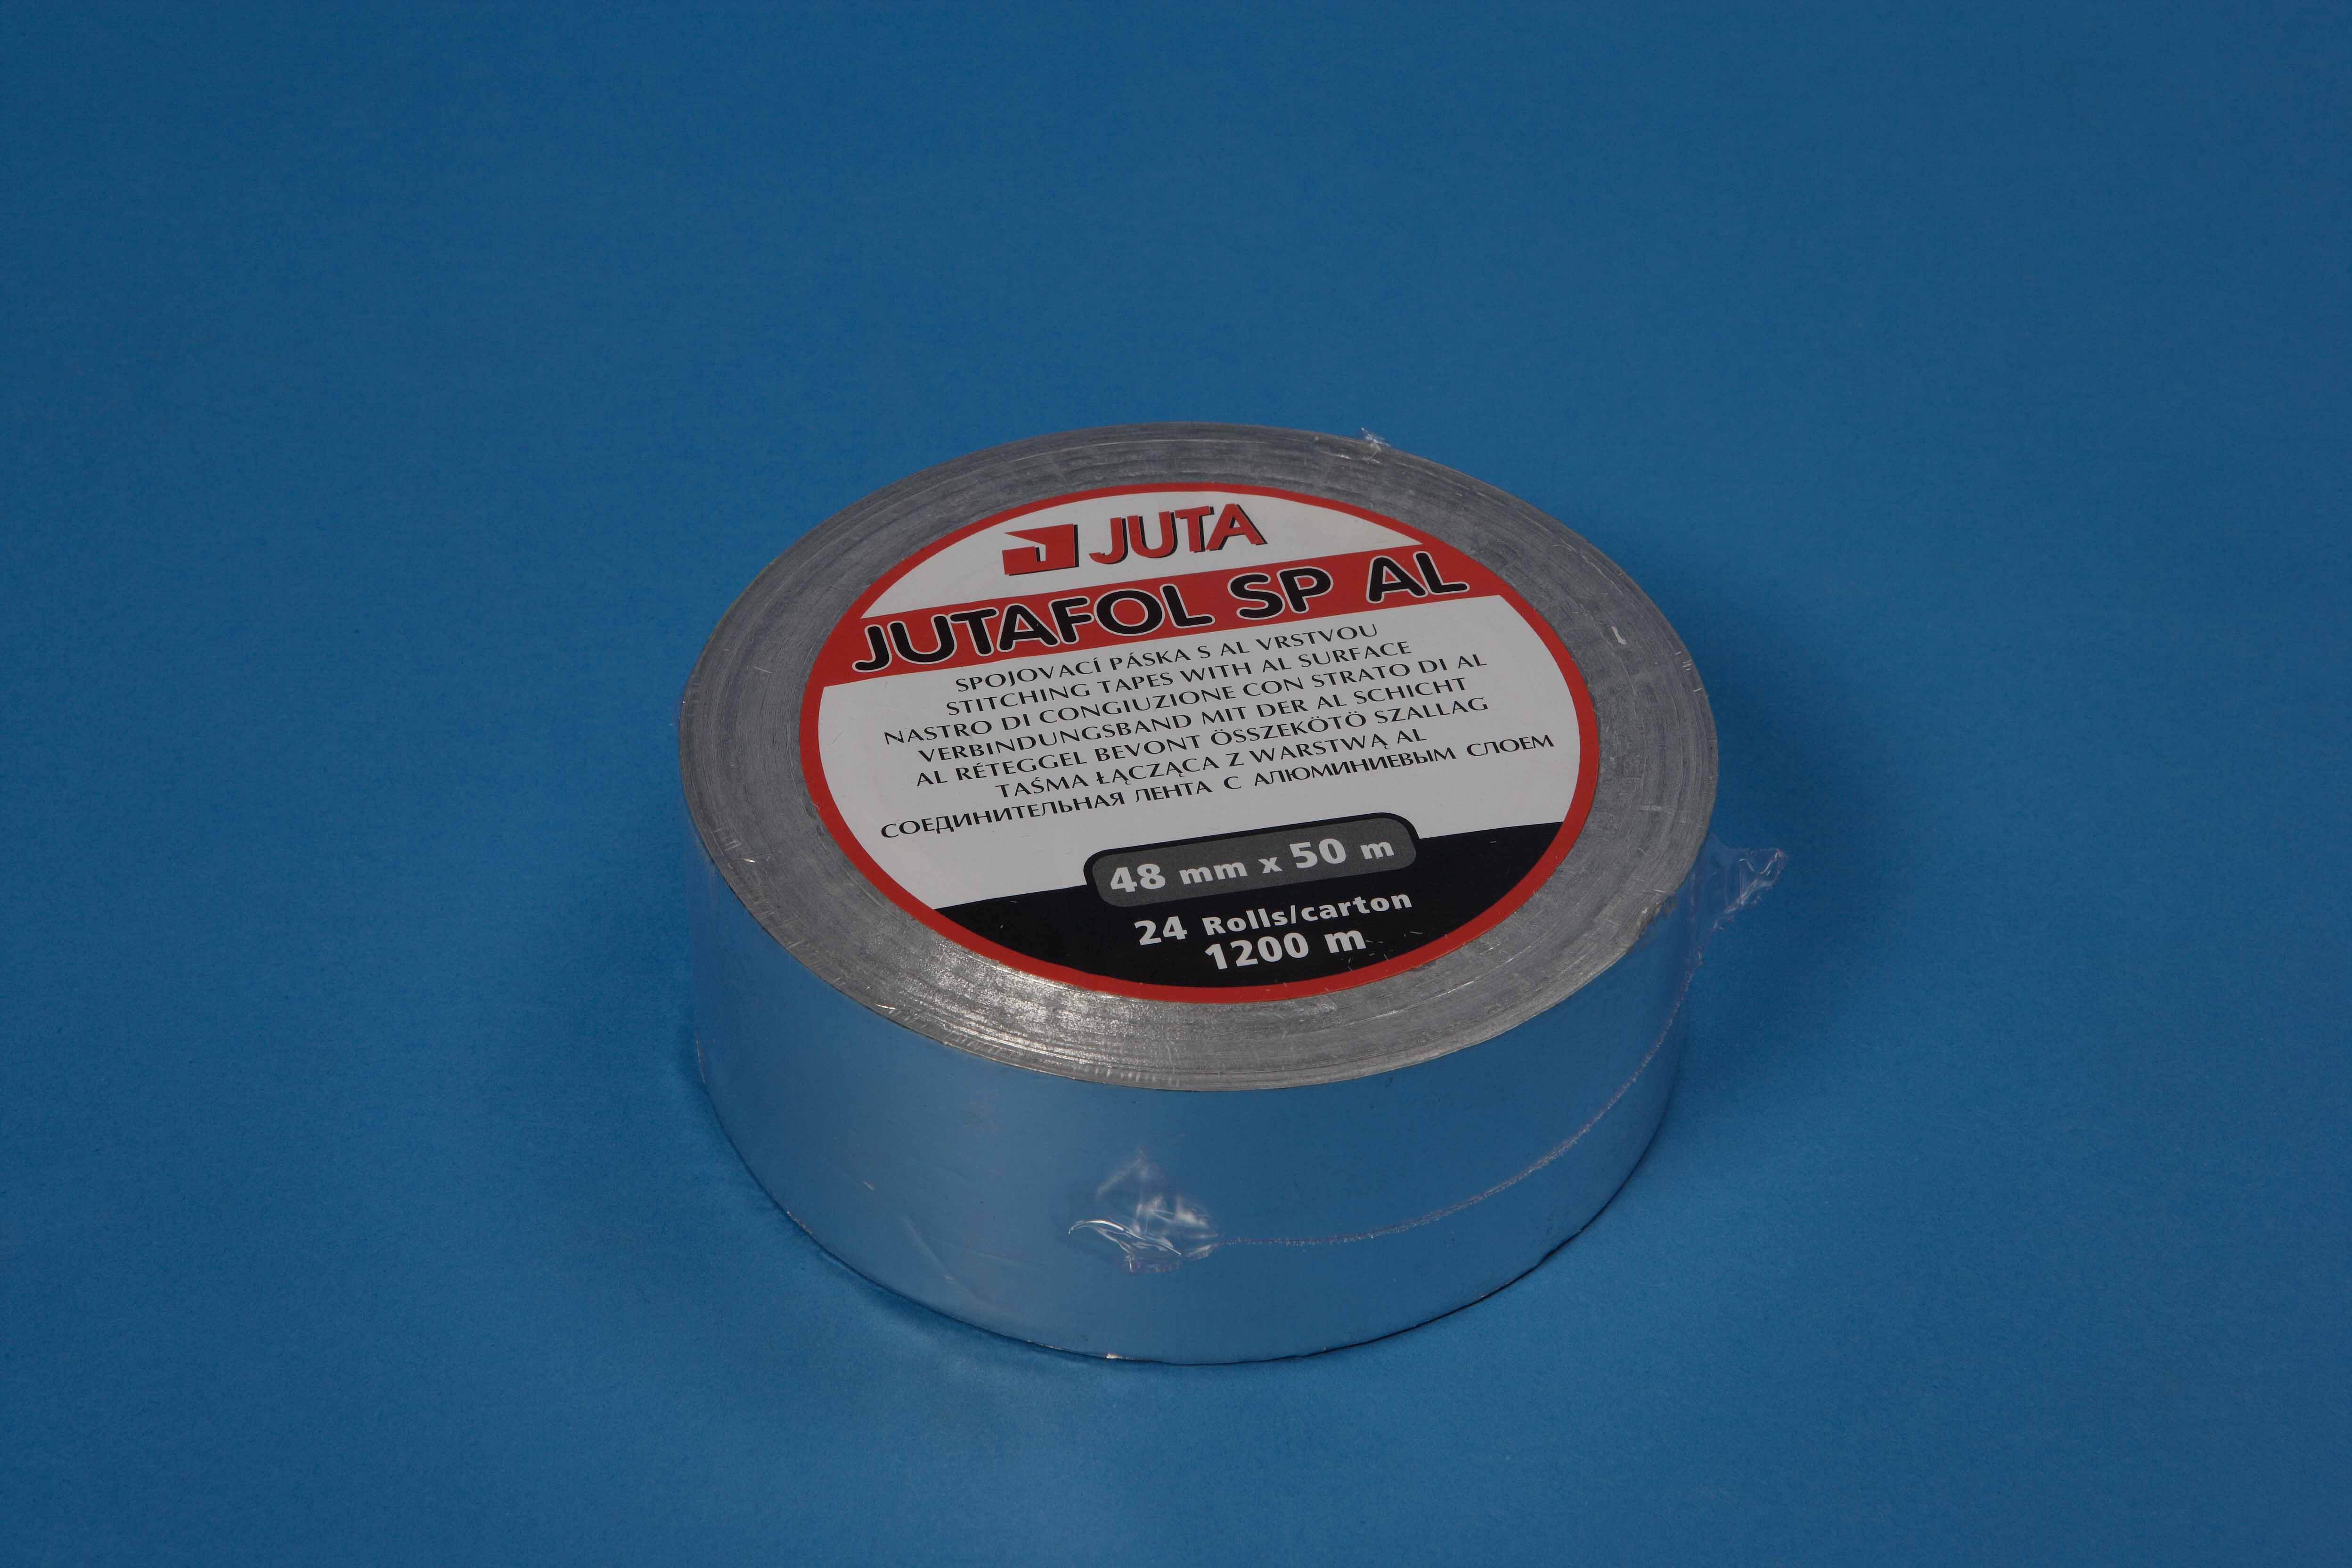 JUTA
JUTAFOL SP AL
SPOJOVACÍ PÁSKA S AL VRSTVOU
STITCHING TAPES WITH AL SURFACE
NASTRO DI CONGIUZIONE CON STRATO DI AL
VERBINDUNGSBAND MIT DER AL SCHICHT
AL RÉTEGGEL BEVONT ÖSSZEKÖTÖ SZALLAG
TAŚMA ŁĄCZĄCA Z WARSTWĄ AL
СОЕДИНИТЕЛЬНАЯ ЛЕНТА С АЛЮМИНИЕВЫМ СЛОЕМ
48 mm x 50 m
24 Rolls/carton
1200 m